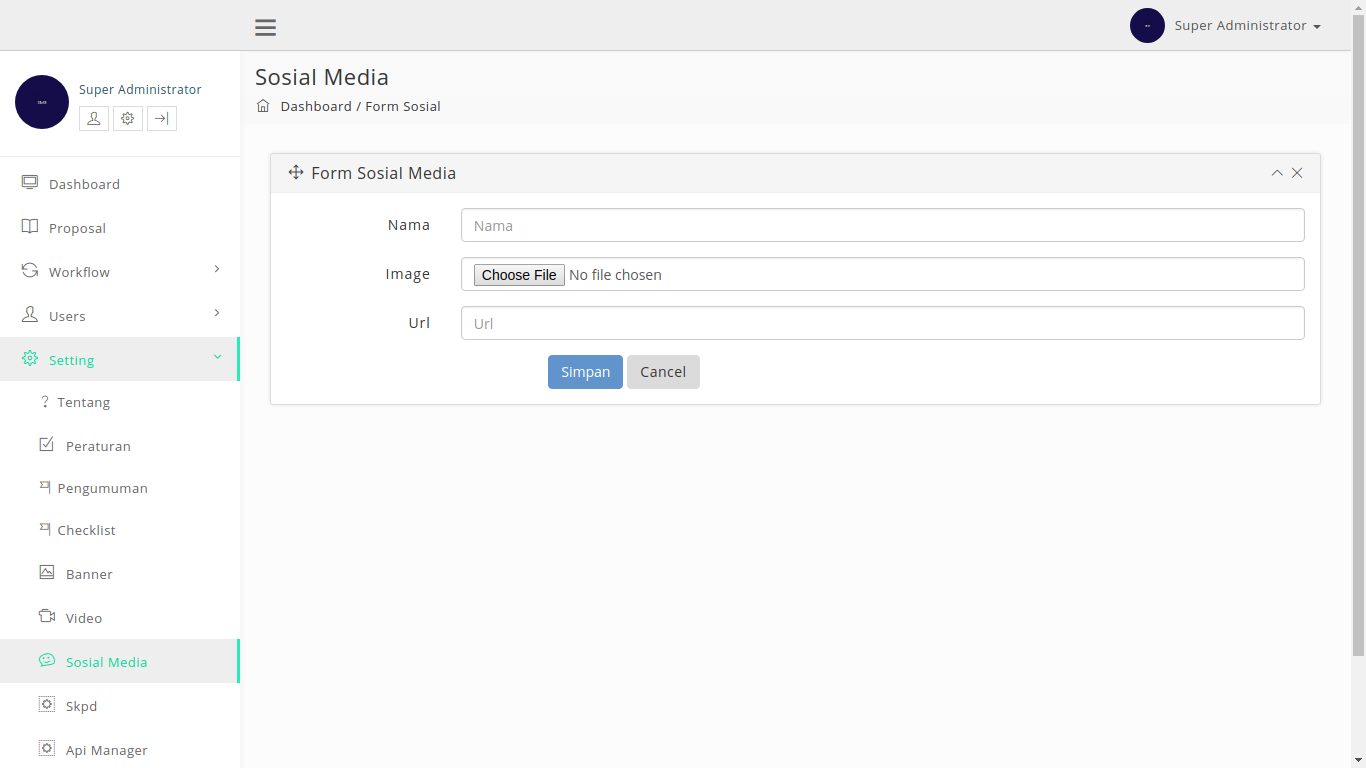 Super Administrator
Super Administrator
Sosial Media
Dashboard / Form Sosial
Dashboard
Proposal
Workflow
Users
Setting
? Tentang
Peraturan
Pengumuman
Checklist
Banner
Video
Sosial Media
Skpd
Api Manager
Form Sosial Media
Nama Nama
Image Choose File No file chosen
Url Url
Simpan Cancel